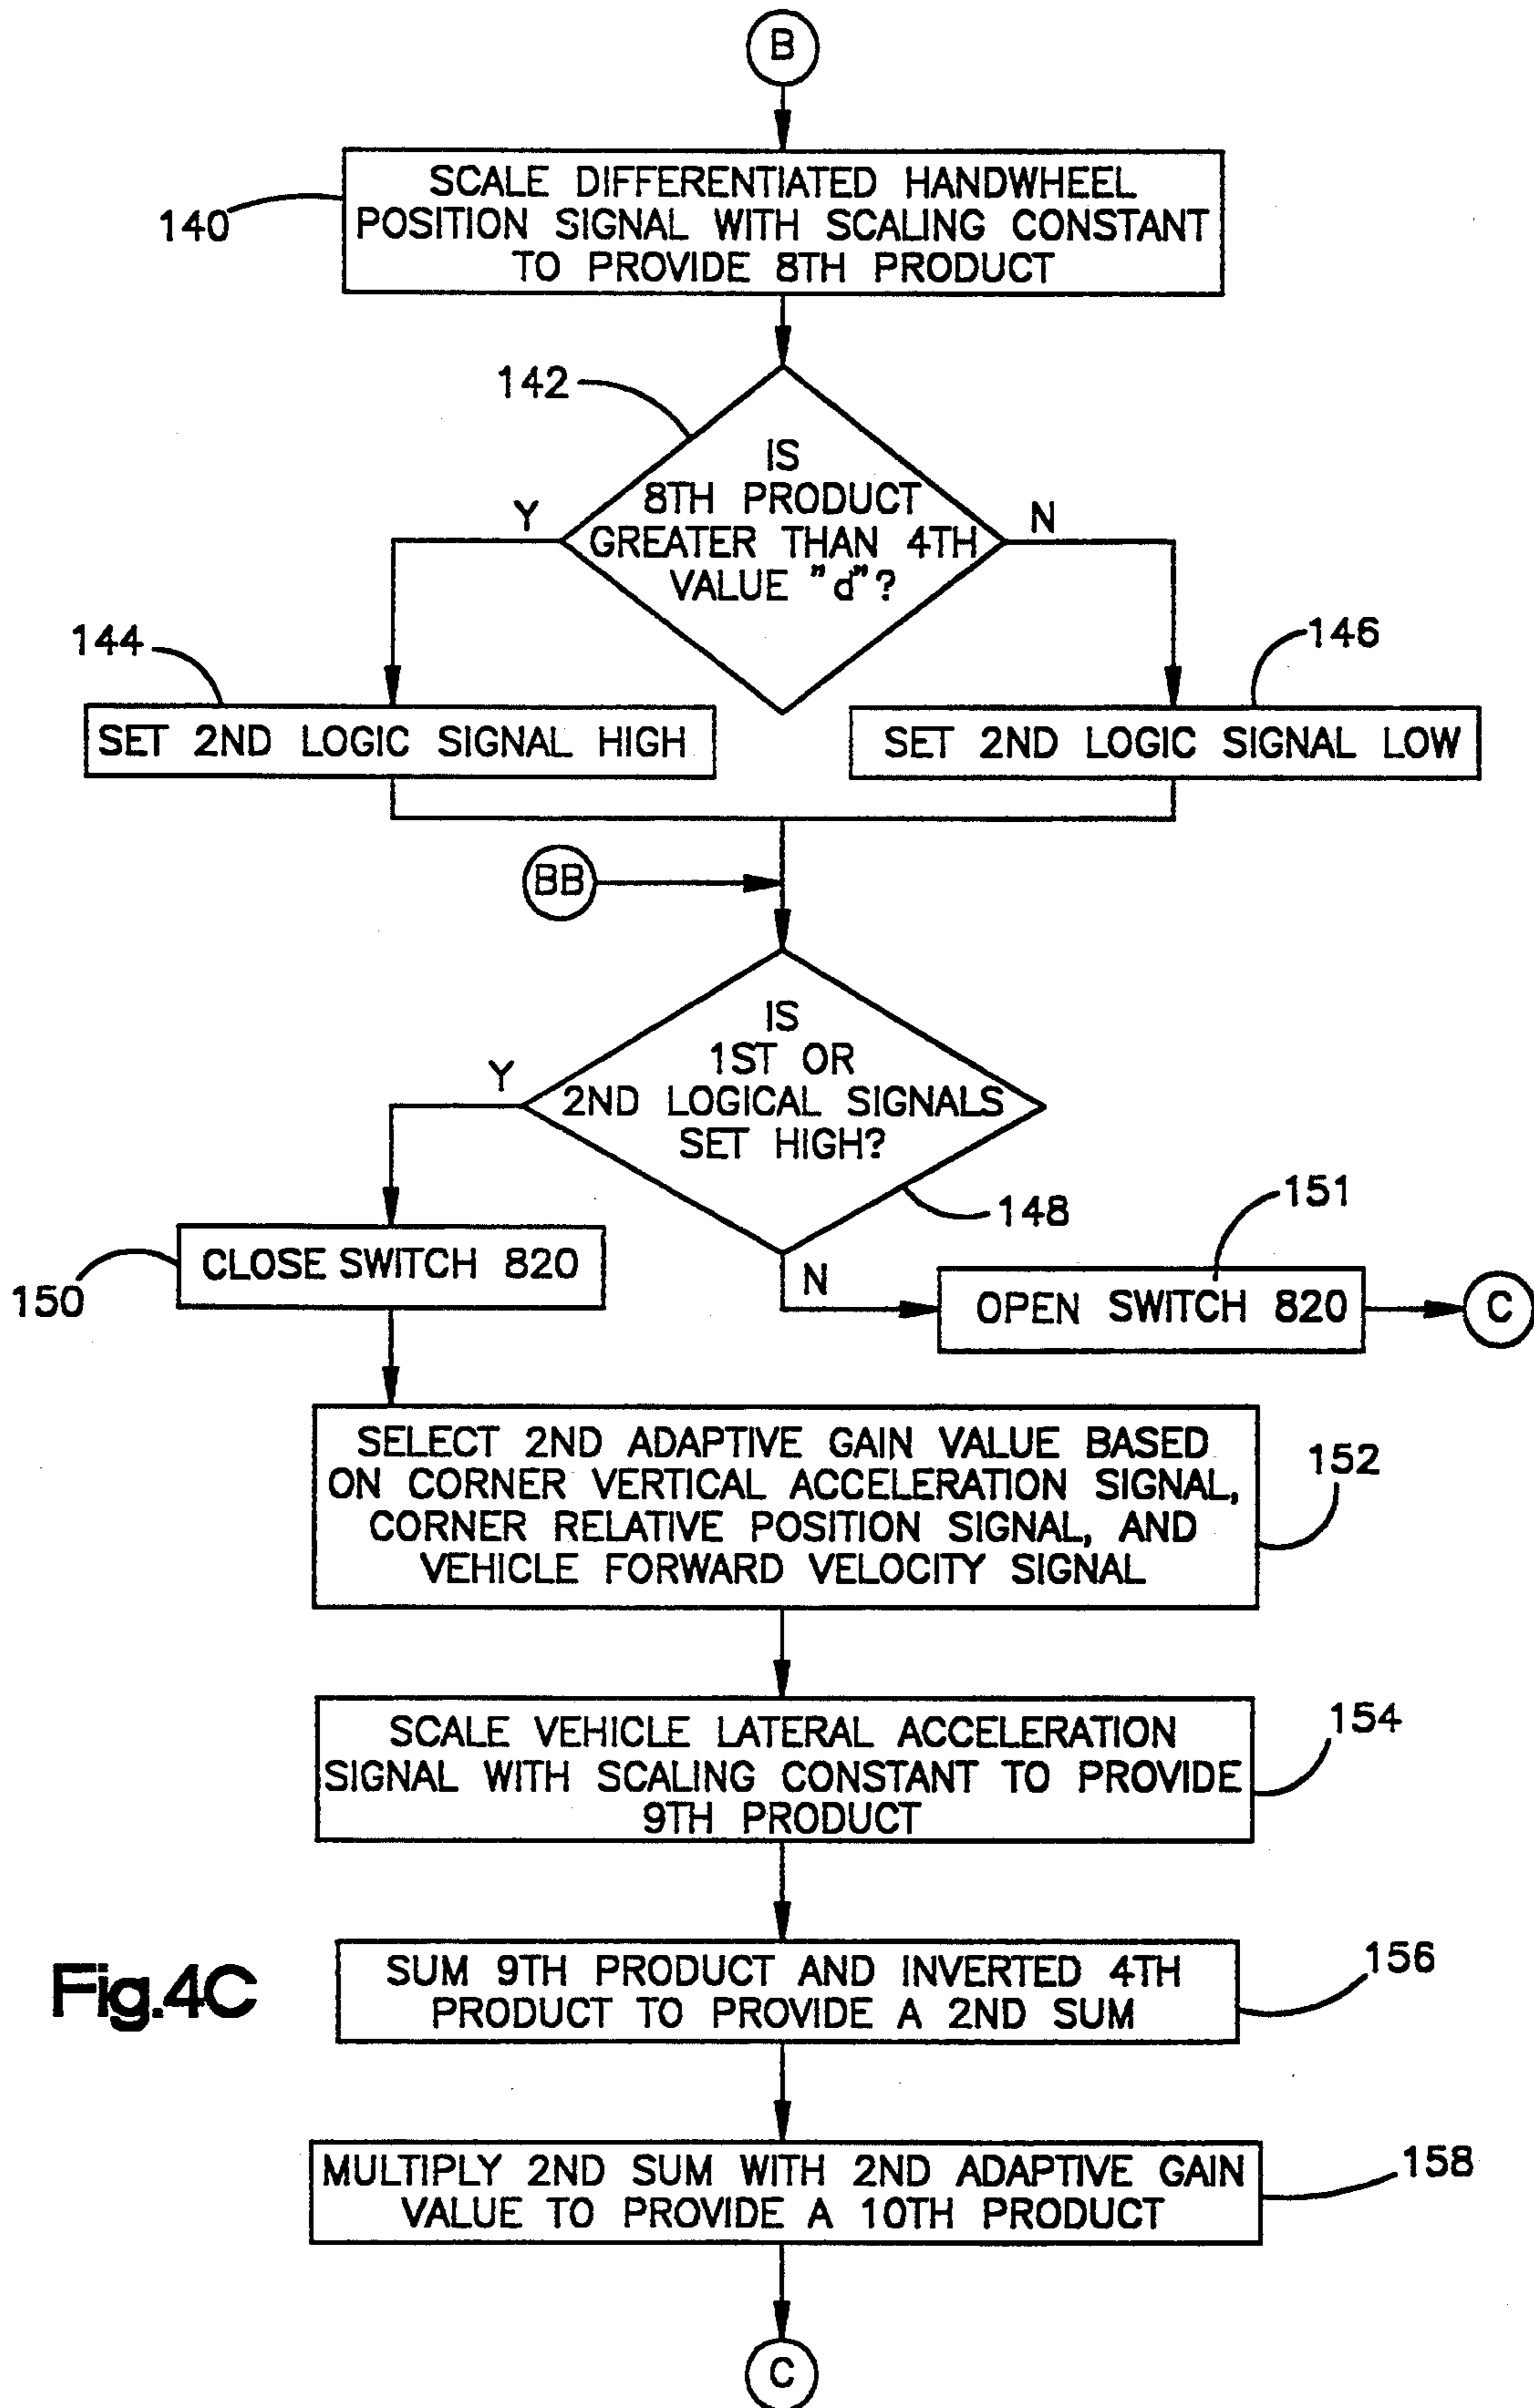 B
SCALE DIFFERENTIATED HANDWHEEL
POSITION SIGNAL WITH SCALING CONSTANT
TO PROVIDE 8TH PRODUCT
140
142
IS
8TH PRODUCT
GREATER THAN 4TH
VALUE "d"?
Y
N
144
146
SET 2ND LOGIC SIGNAL HIGH
SET 2ND LOGIC SIGNAL LOW
BB
IS
1ST OR
2ND LOGICAL SIGNALS
SET HIGH?
Y
148
N
151
CLOSE SWITCH 820
150
OPEN SWITCH 820
C
SELECT 2ND ADAPTIVE GAIN VALUE BASED
ON CORNER VERTICAL ACCELERATION SIGNAL,
CORNER RELATIVE POSITION SIGNAL, AND
VEHICLE FORWARD VELOCITY SIGNAL
152
SCALE VEHICLE LATERAL ACCELERATION
SIGNAL WITH SCALING CONSTANT TO PROVIDE
9TH PRODUCT
154
Fig.4C
SUM 9TH PRODUCT AND INVERTED 4TH
PRODUCT TO PROVIDE A 2ND SUM
156
MULTIPLY 2ND SUM WITH 2ND ADAPTIVE GAIN
VALUE TO PROVIDE A 10TH PRODUCT
158
C